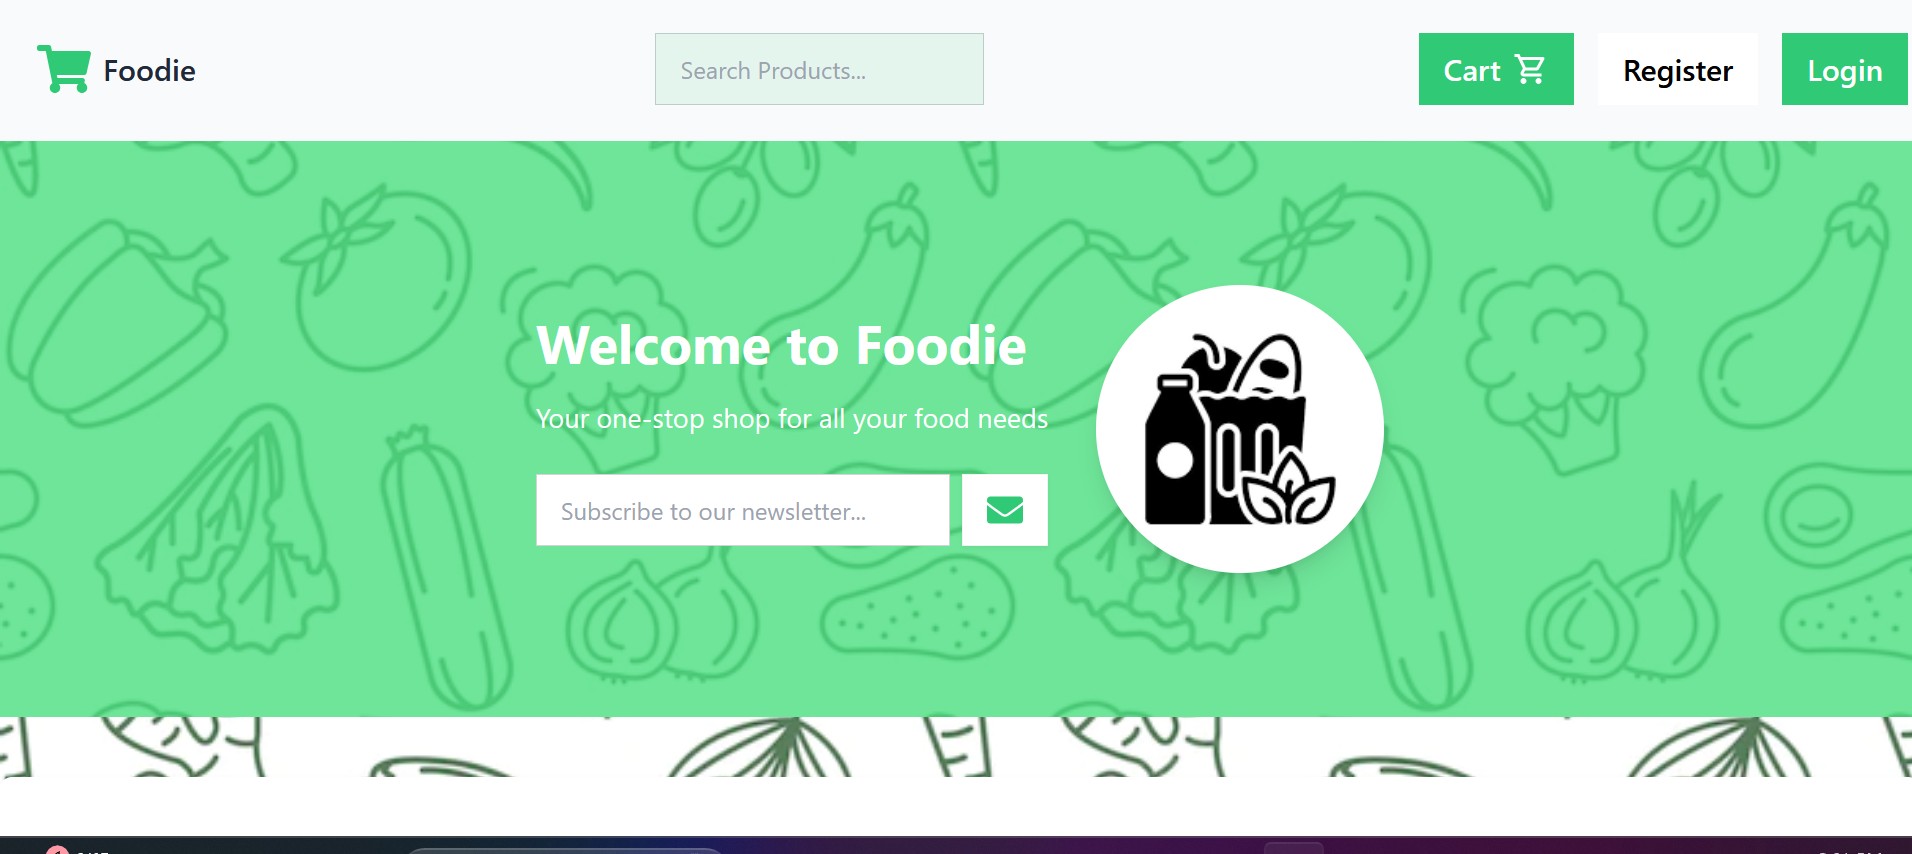 Foodie
Search Products...
Cart
Register
Login
Welcome to Foodie
Your one-stop shop for all your food needs
Subscribe to our newsletter...